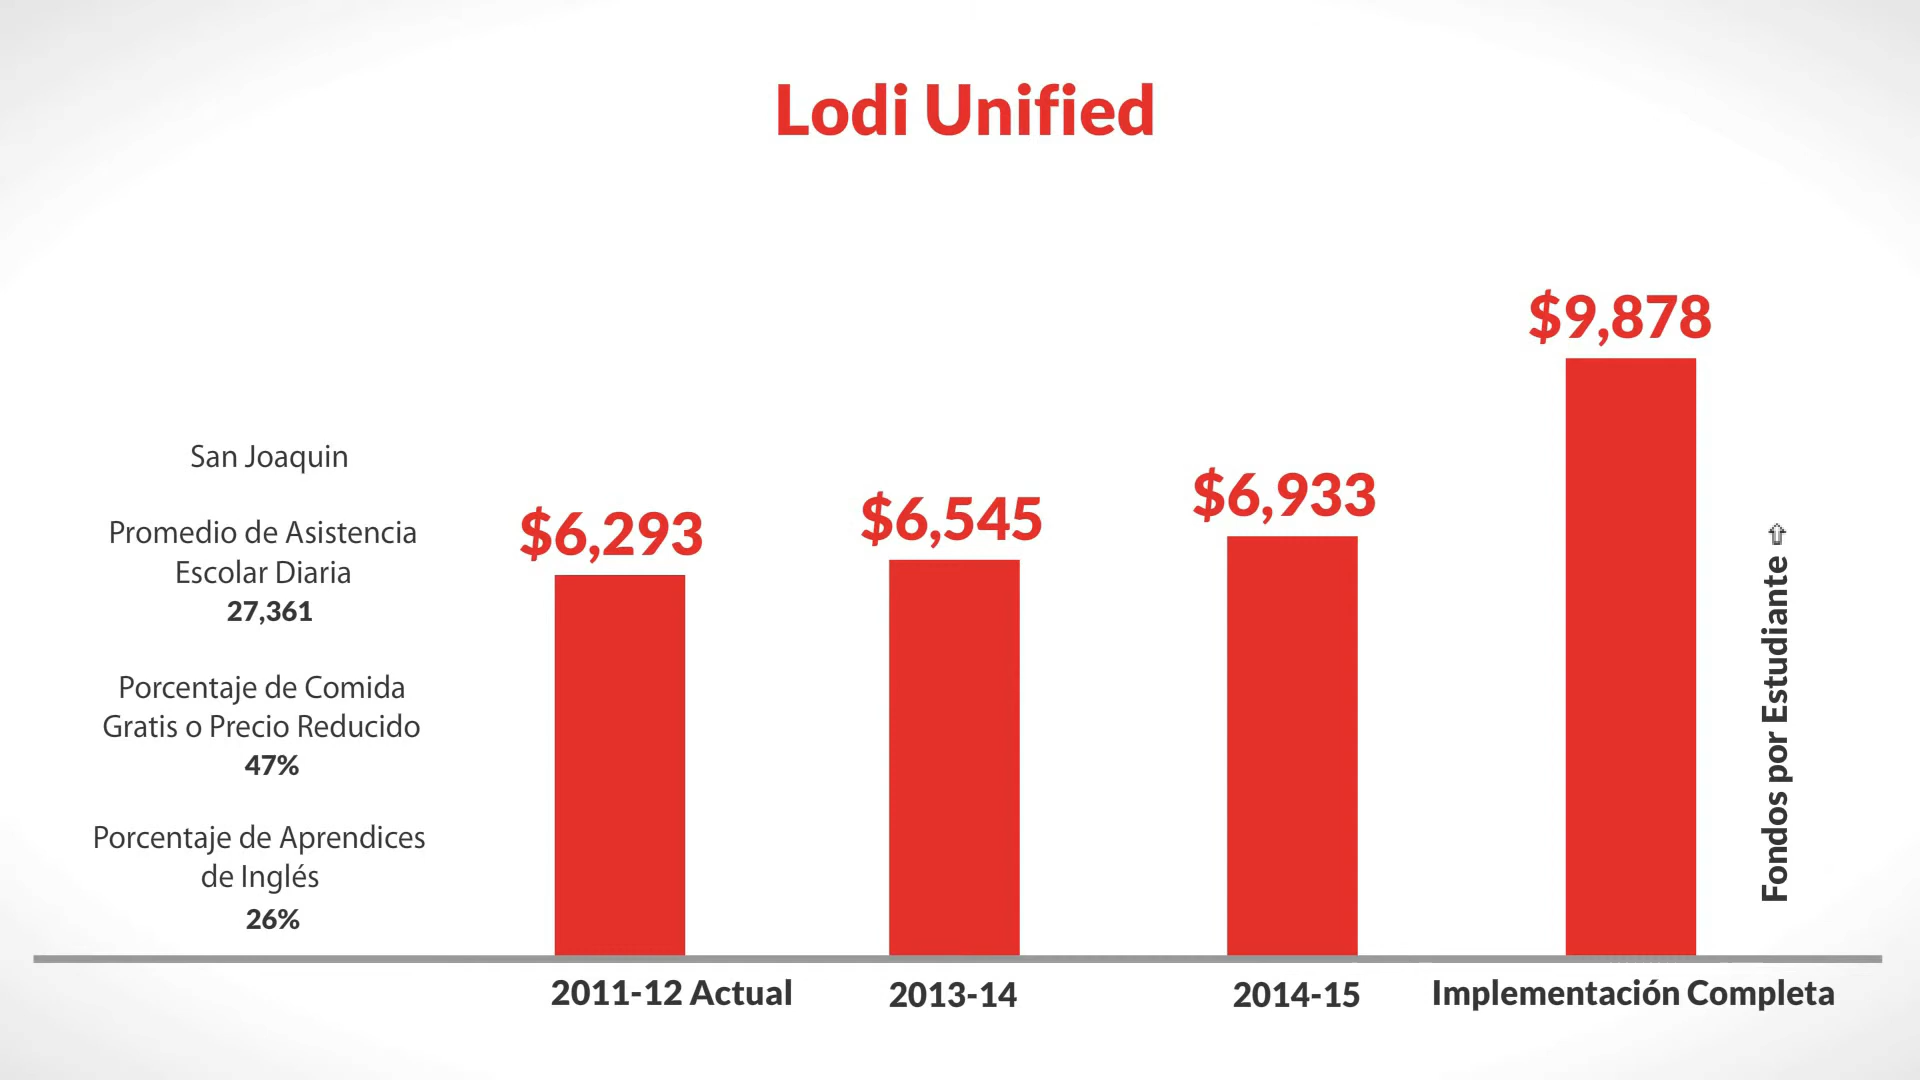 Lodi Unified
San Joaquin
Promedio de Asistencia
Escolar Diaria
27,361
Porcentaje de Comida
Gratis o Precio Reducido
47%
Porcentaje de Aprendices
de Inglés
26%
$6,293
$6,545
$6,933
$9,878
2011-12 Actual
2013-14
2014-15
Implementación Completa
Fondos por Estudiante ⇧